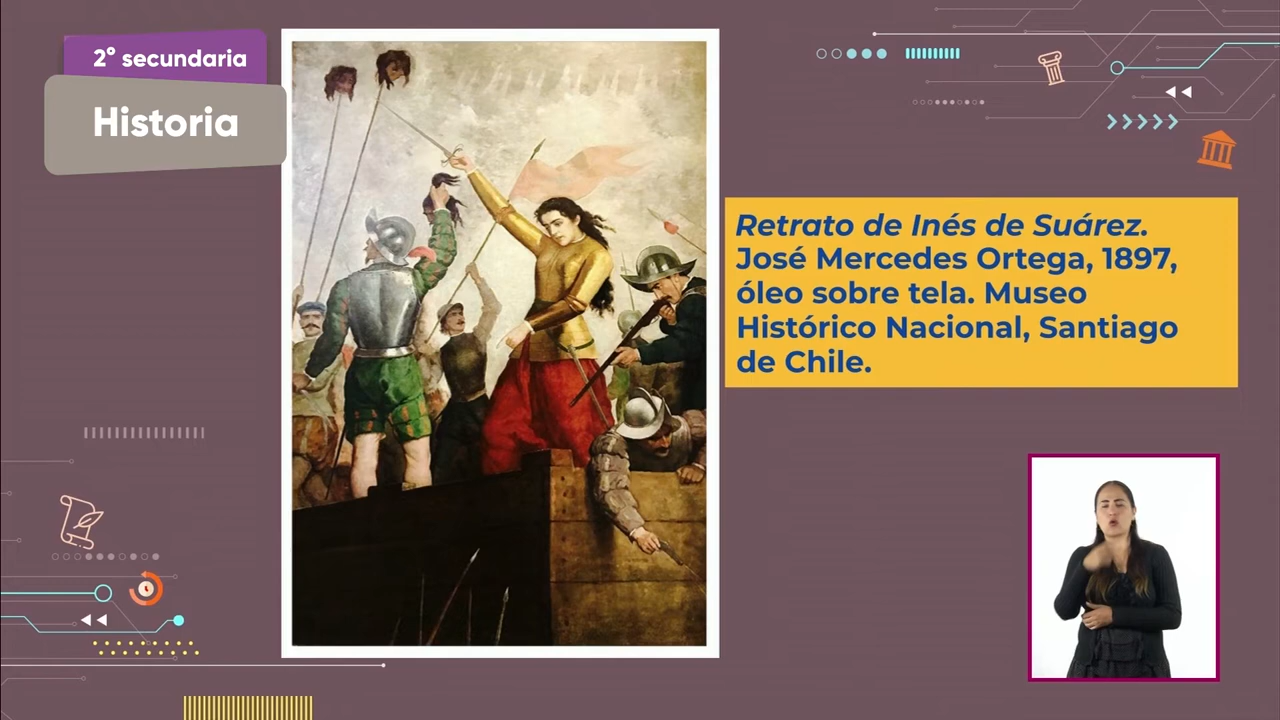 2° secundaria
Historia
Retrato de Inés de Suárez.
José Mercedes Ortega, 1897,
óleo sobre tela. Museo
Histórico Nacional, Santiago
de Chile.